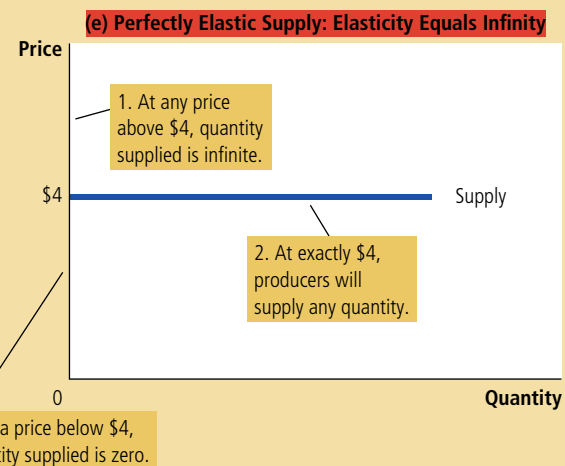 (e) Perfectly Elastic Supply: Elasticity Equals Infinity
Price
1. At any price
above $4, quantity
supplied is infinite.
$4
Supply
2. At exactly $4,
producers will
supply any quantity.
0
Quantity
a price below $4,
tity supplied is zero.